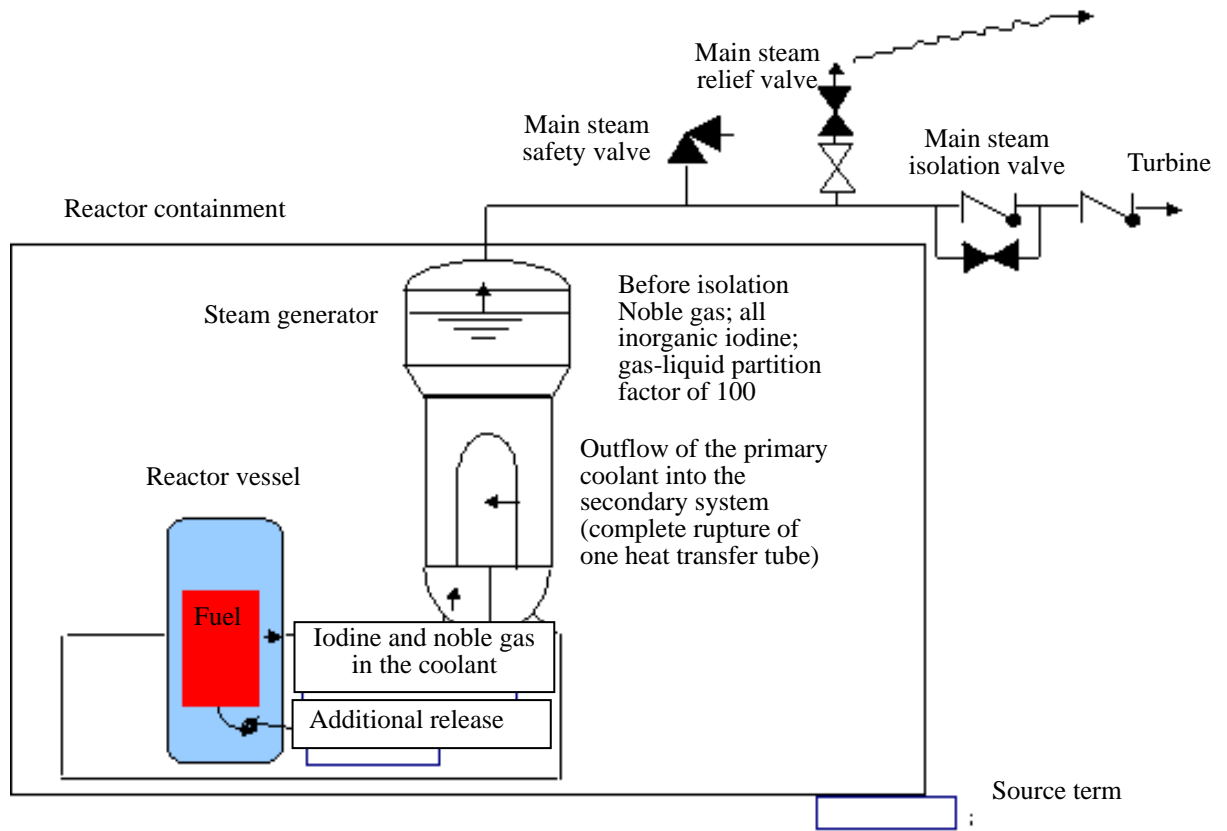 Main steam
relief valve
Main steam
safety valve
Main steam
isolation valve
Turbine
Reactor containment
Steam generator
Before isolation
Noble gas; all
inorganic iodine;
gas-liquid partition
factor of 100
Outflow of the primary
coolant into the
secondary system
(complete rupture of
one heat transfer tube)
Reactor vessel
Fuel
Iodine and noble gas
in the coolant
Additional release
Source term
;